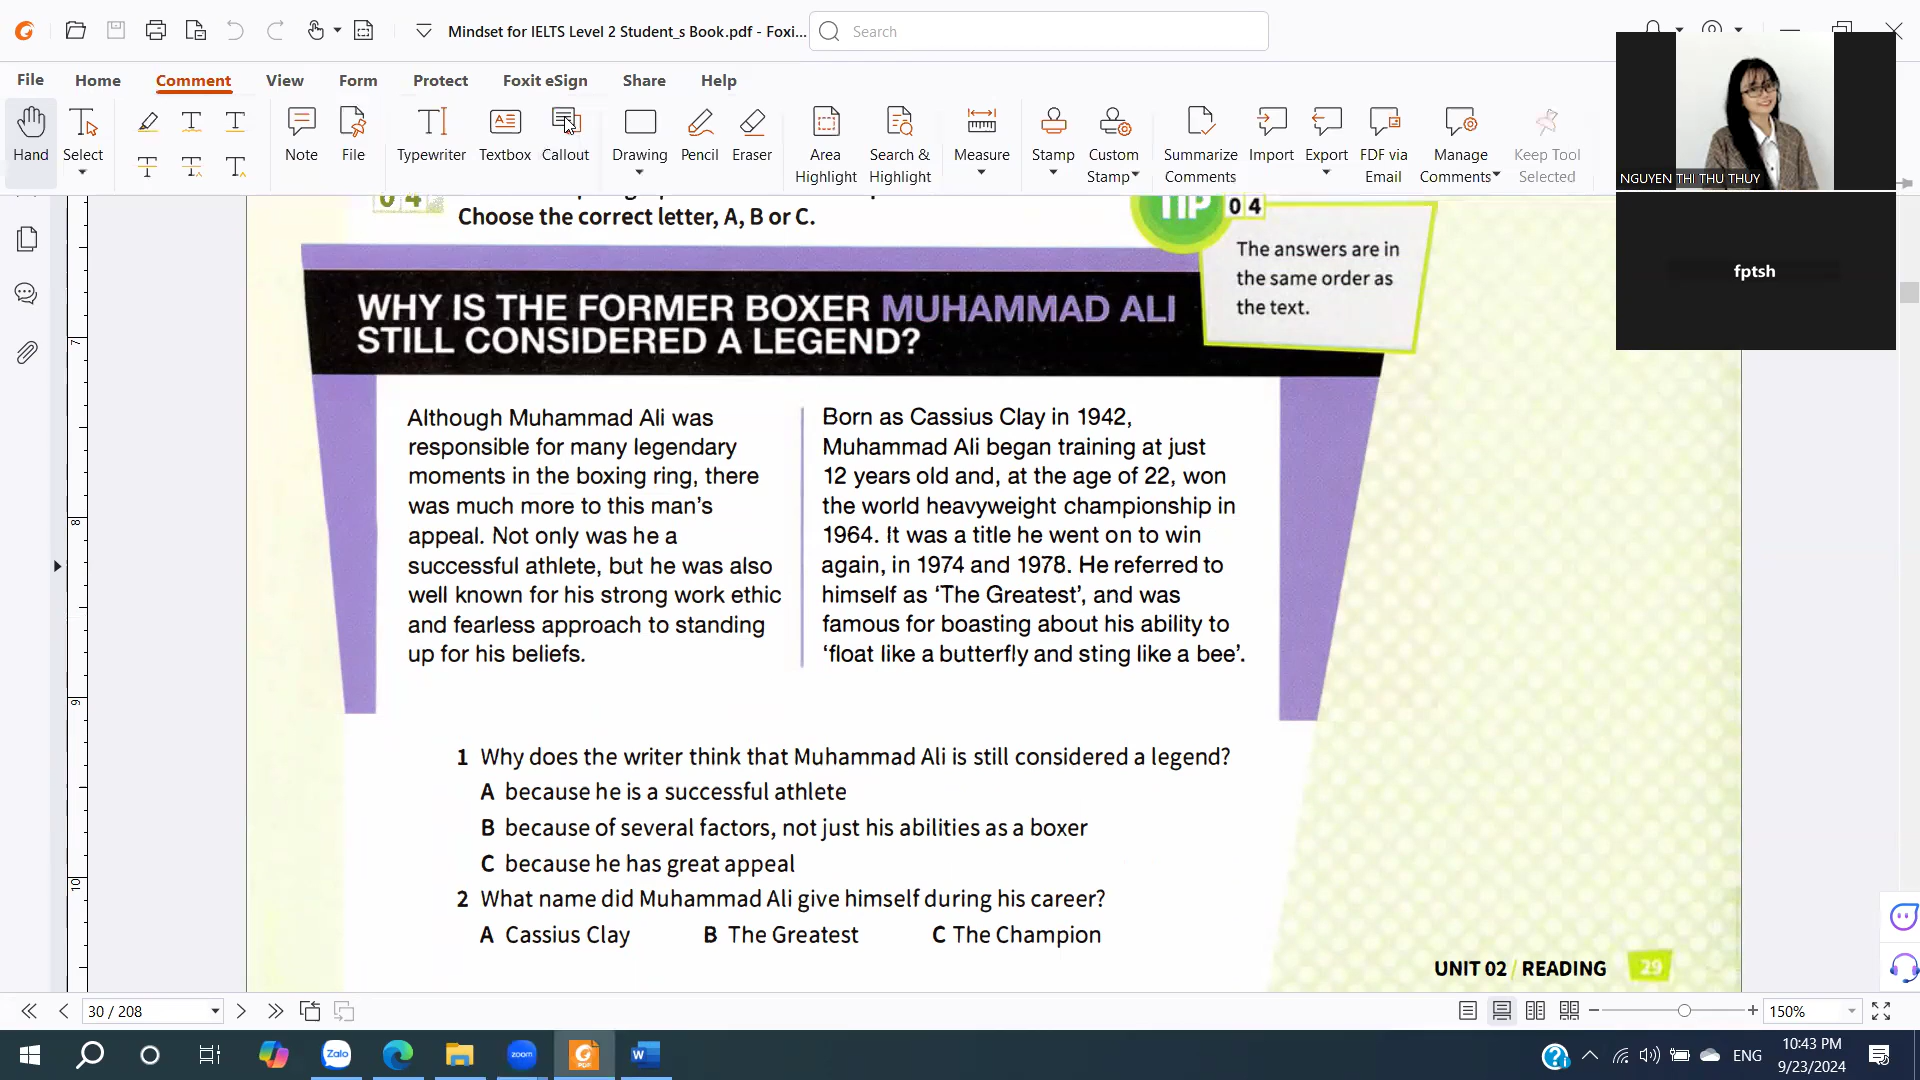 Mindset for IELTS Level 2 Student_s Book.pdf - Foxi...
Search
File
Home
Comment
View
Form
Protect
Foxit eSign
Share
Help
Hand
Select
Note
File
Typewriter
Textbox
Callout
Drawing
Pencil
Eraser
Area
Highlight
Search &
Highlight
Measure
Stamp
Custom
Stamp
Summarize
Comments
Import
Export
FDF via
Email
Manage
Comments
Keep Tool
Selected
NGUYEN THI THU THUY
fptsh
04
Choose the correct letter, A, B or C.
TIP 04
The answers are in
the same order as
the text.
WHY IS THE FORMER BOXER MUHAMMAD ALI
STILL CONSIDERED A LEGEND?
Although Muhammad Ali was
responsible for many legendary
moments in the boxing ring, there
was much more to this man's
appeal. Not only was he a
successful athlete, but he was also
well known for his strong work ethic
and fearless approach to standing
up for his beliefs.
Born as Cassius Clay in 1942,
Muhammad Ali began training at just
12 years old and, at the age of 22, won
the world heavyweight championship in
1964. It was a title he went on to win
again, in 1974 and 1978. He referred to
himself as 'The Greatest', and was
famous for boasting about his ability to
'float like a butterfly and sting like a bee'.
1 Why does the writer think that Muhammad Ali is still considered a legend?
A because he is a successful athlete
B because of several factors, not just his abilities as a boxer
C because he has great appeal
2 What name did Muhammad Ali give himself during his career?
A Cassius Clay B The Greatest C The Champion
UNIT 02 / READING 29
7
8
9
10
30 / 208
150%
Zalo
zoom
ENG
10:43 PM
9/23/2024